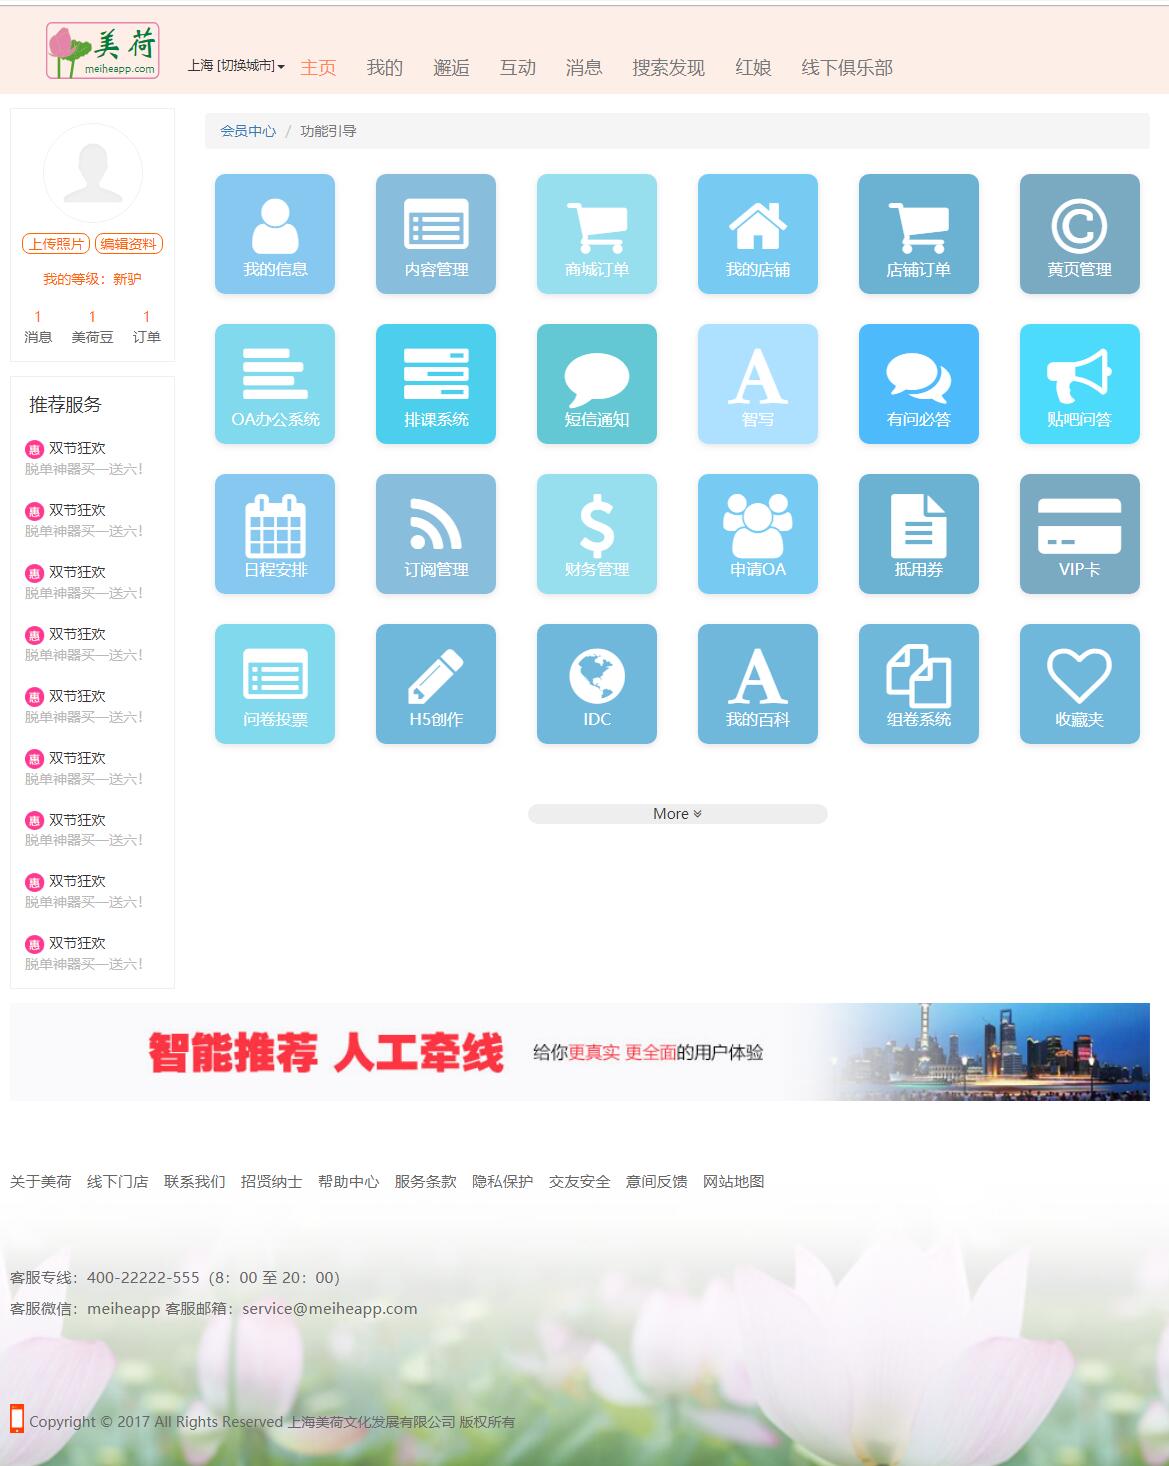 美荷
meiheapp.com
上海 [切换城市] 主页 我的 邂逅 互动 消息 搜索发现 红娘 线下俱乐部
会员中心 / 功能引导
上传照片 编辑资料
我的等级：新驴
1 1 1
消息 美荷豆 订单
推荐服务
惠 双节狂欢
脱单神器买一送六！
惠 双节狂欢
脱单神器买一送六！
惠 双节狂欢
脱单神器买一送六！
惠 双节狂欢
脱单神器买一送六！
惠 双节狂欢
脱单神器买一送六！
惠 双节狂欢
脱单神器买一送六！
惠 双节狂欢
脱单神器买一送六！
惠 双节狂欢
脱单神器买一送六！
惠 双节狂欢
脱单神器买一送六！
我的信息 内容管理 商城订单 我的店铺 店铺订单 黄页管理
OA办公系统 排课系统 短信通知 智写 有问必答 贴吧问答
日程安排 订阅管理 财务管理 申请OA 抵用券 VIP卡
问卷投票 H5创作 IDC 我的百科 组卷系统 收藏夹
More
智能推荐 人工牵线 给你更真实 更全面的用户体验
关于美荷 线下门店 联系我们 招贤纳士 帮助中心 服务条款 隐私保护 交友安全 意间反馈 网站地图
客服专线：400-22222-555（8：00 至 20：00）
客服微信：meiheapp 客服邮箱：service@meiheapp.com
Copyright © 2017 All Rights Reserved 上海美荷文化发展有限公司 版权所有